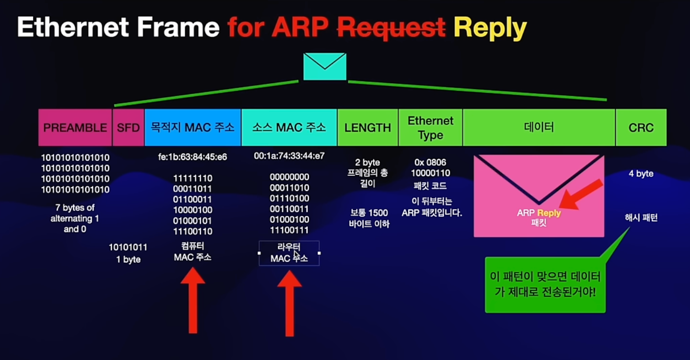 Ethernet Frame for ARP Request Reply
PREAMBLE
SFD
목적지 MAC 주소
소스 MAC 주소
LENGTH
Ethernet
Type
데이터
CRC
10101010101010
10101010101010
10101010101010
10101010101010
7 bytes of
alternating 1
and 0
10101011
1 byte
fe:1b:63:84:45:e6
11111110
00011011
01100011
10000100
01000101
11100110
컴퓨터
MAC 주소
00:1a:74:33:44:e7
00000000
00011010
01110100
00110011
01000100
11100111
라우터
MAC 주소
2 byte
프레임의 총
길이
보통 1500
바이트 이하
0x 0806
10000110
패킷 코드
이 뒤부터는
ARP 패킷입니다.
ARP Reply
패킷
4 byte
해시 패턴
이 패턴이 맞으면 데이터
가 제대로 전송된거야!